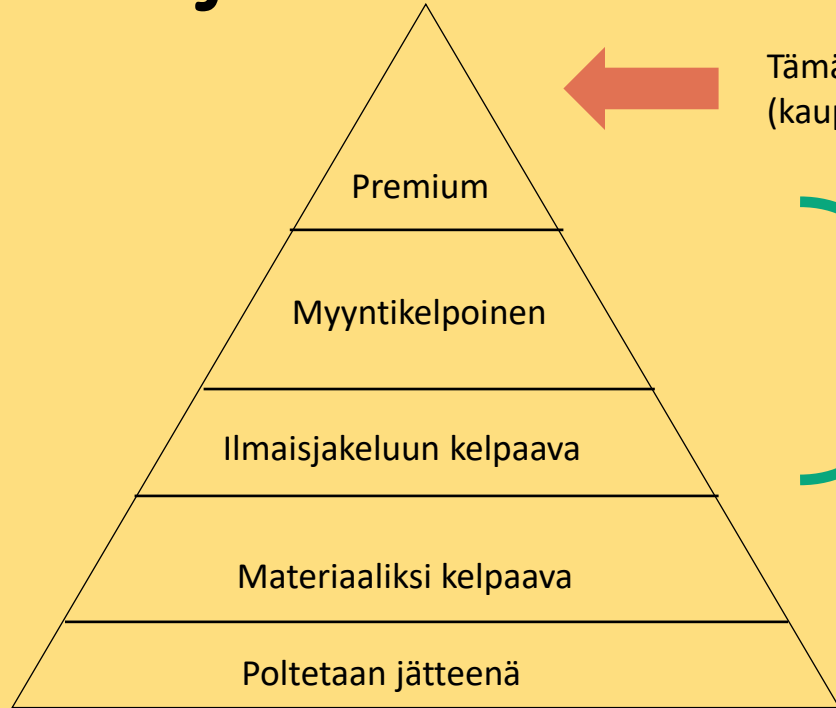 Premium
Myyntikelpoinen
Ilmaisjakeluun kelpaava
Materiaaliksi kelpaava
Poltetaan jätteenä